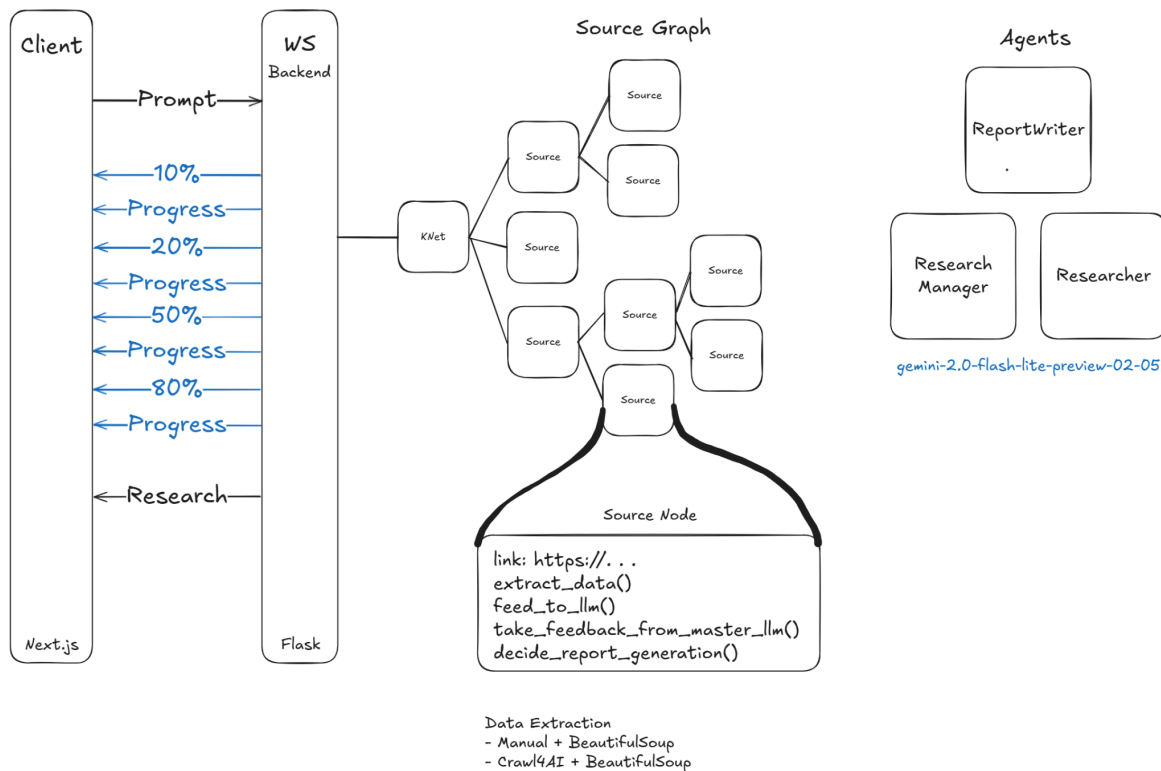 Client
WS
Backend
Prompt
10%
Progress
20%
Progress
50%
Progress
80%
Progress
Research
Next.js
Flask
Source Graph
KNet
Source
Source
Source
Source
Source
Source
Source
Source
Source
Source Node
link: https://...
extract_data()
feed_to_llm()
take_feedback_from_master_llm()
decide_report_generation()
Data Extraction
- Manual + BeautifulSoup
- Crawl4AI + BeautifulSoup
Agents
ReportWriter
.
Research
Manager
Researcher
gemini-2.0-flash-lite-preview-02-05